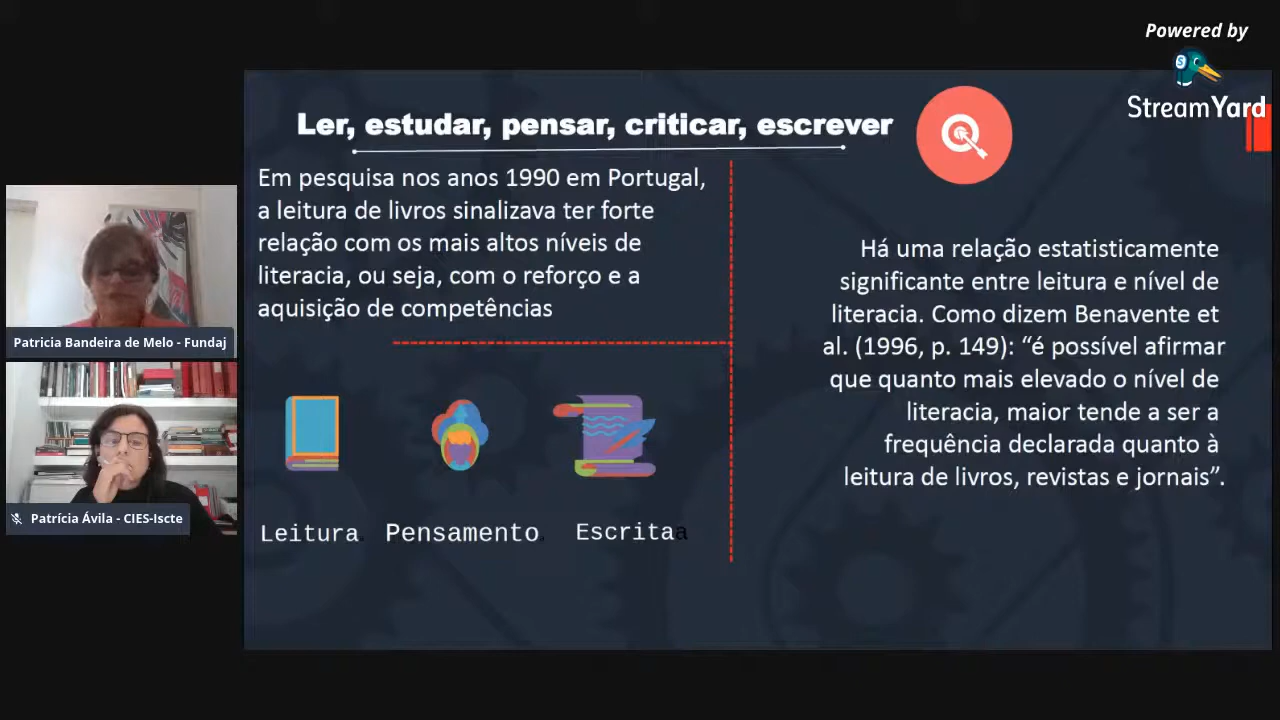 Powered by
StreamYard
Ler, estudar, pensar, criticar, escrever
Em pesquisa nos anos 1990 em Portugal,
a leitura de livros sinalizava ter forte
relação com os mais altos níveis de
literacia, ou seja, com o reforço e a
aquisição de competências
Leitura
Pensamento
Escritaa
Há uma relação estatisticamente
significante entre leitura e nível de
literacia. Como dizem Benavente et
al. (1996, p. 149): “é possível afirmar
que quanto mais elevado o nível de
literacia, maior tende a ser a
frequência declarada quanto à
leitura de livros, revistas e jornais”.
Patricia Bandeira de Melo - Fundaj
Patrícia Ávila - CIES-Iscte